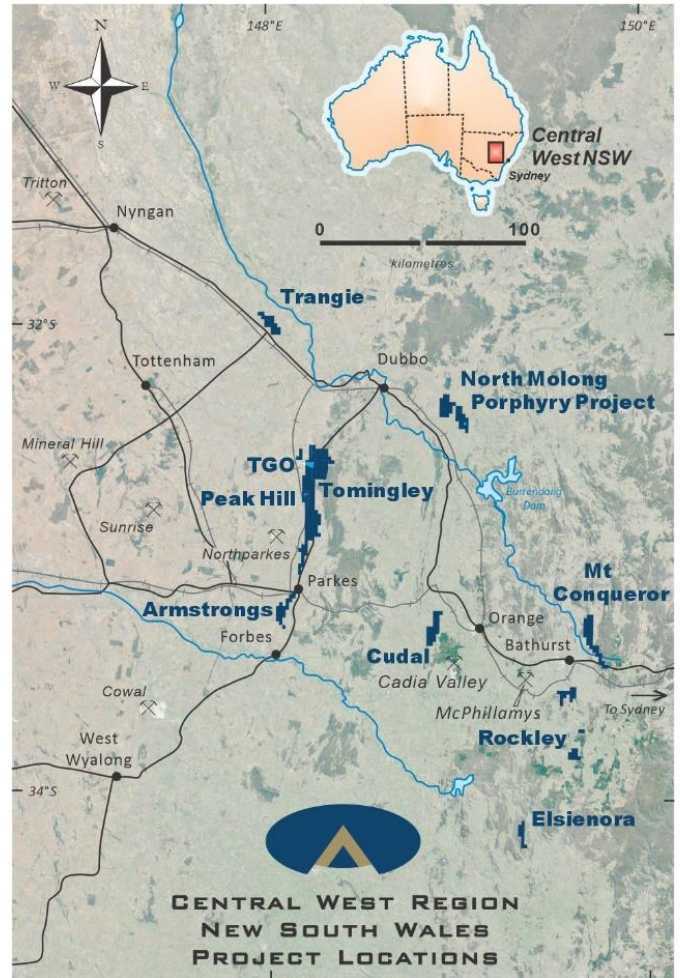 148°E
150°E
N
W
E
S
Central
West NSW
Sydney
0
100
kilometres
Tritton
Nyngan
Trangie
32°S
Tottenham
Dubbo
North Molong
Porphyry Project
Mineral Hill
TGO
Tomingley
Peak Hill
Sunrise
Northparkes
Burrendong
Dam
Parkes
Mt
Conqueror
Armstrongs
Forbes
Orange
Bathurst
Cudal
Cadia Valley
Cowal
McPhillamys
To Sydney
West
Wyalong
Rockley
34°S
Elsienora
CENTRAL WEST REGION
NEW SOUTH WALES
PROJECT LOCATIONS